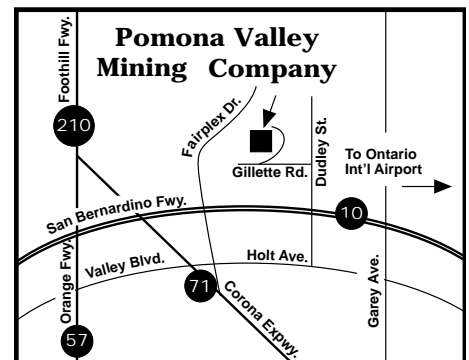 Pomona Valley
Mining Company
Foothill Fwy.
210
Fairplex Dr.
Dudley St.
Gillette Rd.
To Ontario
Int'l Airport
San Bernardino Fwy.
10
Orange Fwy.
Valley Blvd.
Holt Ave.
71
Corona Expwy.
Garey Ave.
57